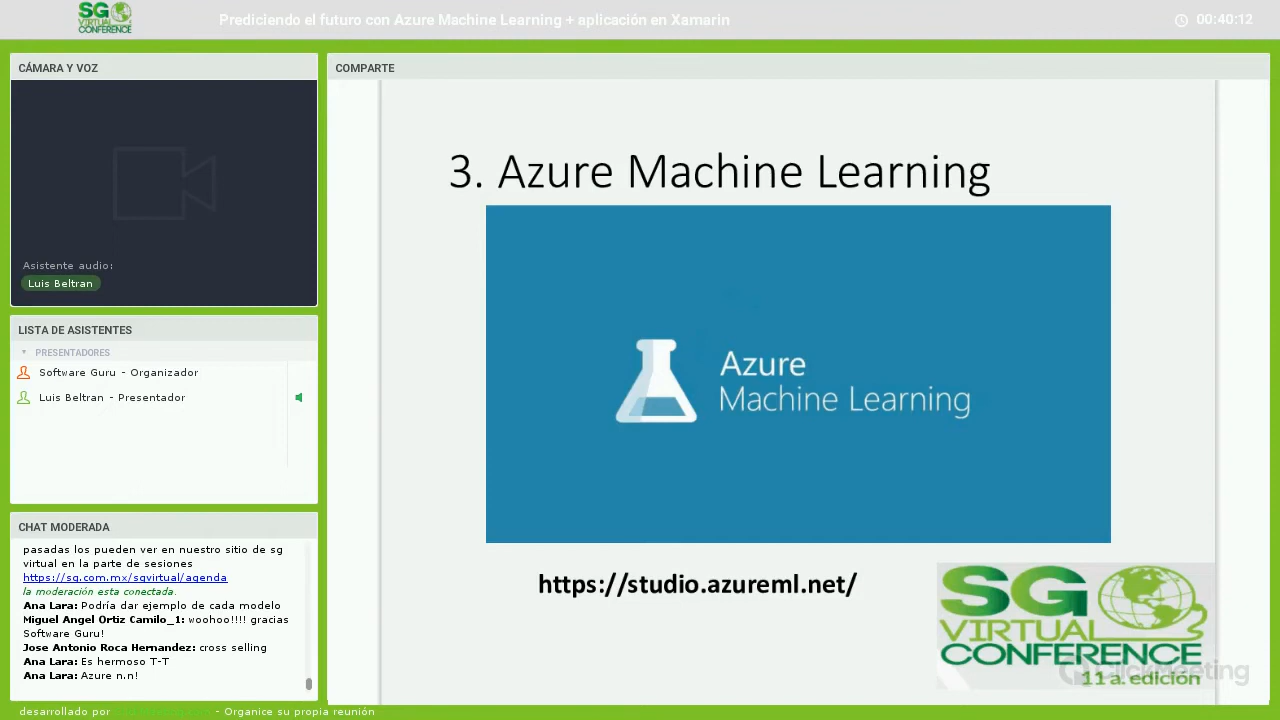 SG VIRTUAL CONFERENCE
Prediciendo el futuro con Azure Machine Learning + aplicación en Xamarin
00:40:12
CÁMARA Y VOZ
Asistente audio:
Luis Beltran
LISTA DE ASISTENTES
PRESENTADORES
Software Guru - Organizador
Luis Beltran - Presentador
CHAT MODERADA
pasadas los pueden ver en nuestro sitio de sg
virtual en la parte de sesiones
https://sg.com.mx/sgvirtual/agenda
la moderación esta conectada.
Ana Lara: Podría dar ejemplo de cada modelo
Miguel Angel Ortiz Camilo_1: woohoo!!!! gracias
Software Guru!
Jose Antonio Roca Hernandez: cross selling
Ana Lara: Es hermoso T-T
Ana Lara: Azure n.n!
desarrollado por
- Organice su propia reunión
COMPARTE
3. Azure Machine Learning
Azure
Machine Learning
https://studio.azureml.net/
SG
VIRTUAL
CONFERENCE
11 a. edición
ClickMeeting